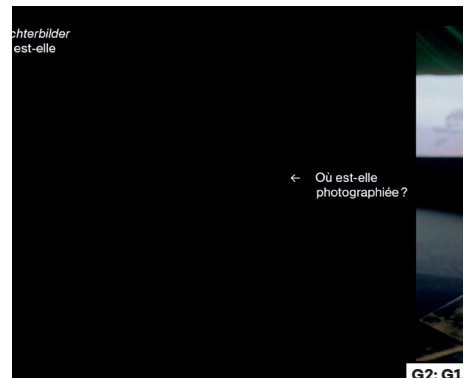 chterbilder
est-elle
← Où est-elle
photographiée ?
G2: G1